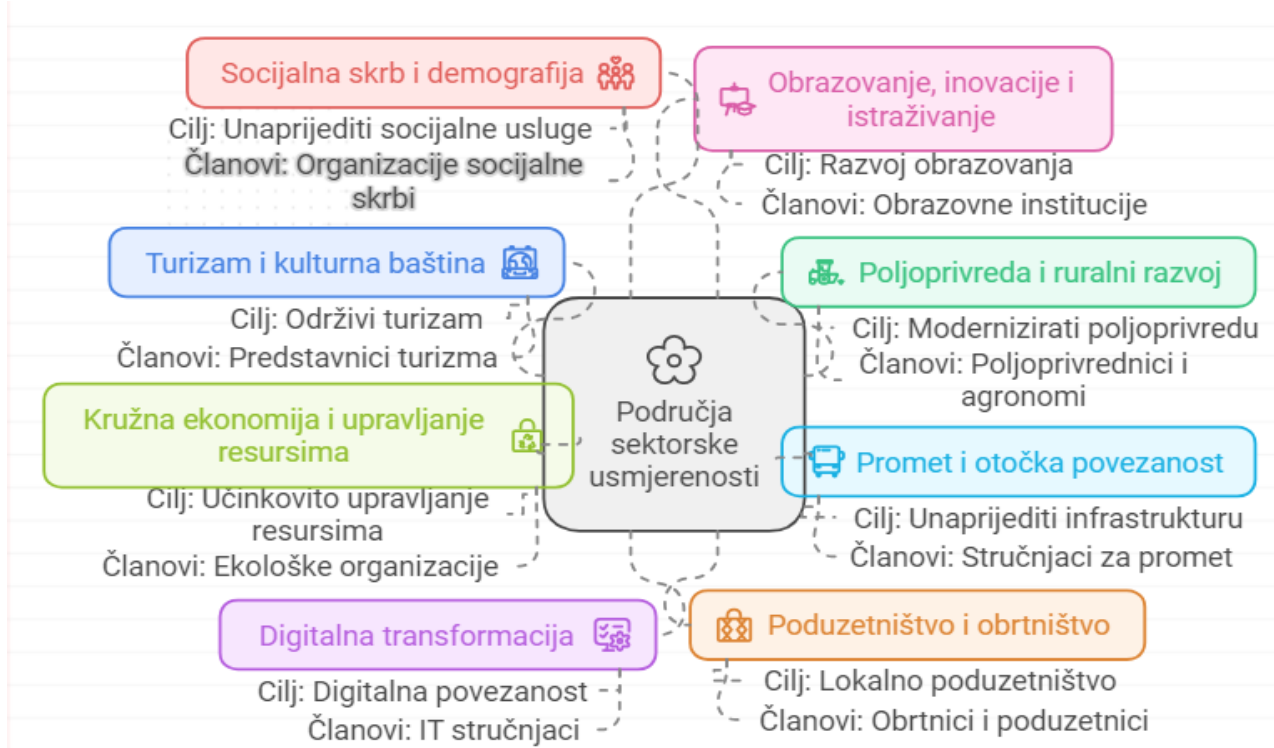 Socijalna skrb i demografija
Cilj: Unaprijediti socijalne usluge
Članovi: Organizacije socijalne
skrbi
Obrazovanje, inovacije i
istraživanje
Cilj: Razvoj obrazovanja
Članovi: Obrazovne institucije
Turizam i kulturna baština
Cilj: Održivi turizam
Članovi: Predstavnici turizma
Poljoprivreda i ruralni razvoj
Cilj: Modernizirati poljoprivredu
Članovi: Poljoprivrednici i
agronomi
Područja
sektorske
usmjerenosti
Kružna ekonomija i upravljanje
resursima
Cilj: Učinkovito upravljanje
resursima
Članovi: Ekološke organizacije
Promet i otočka povezanost
Cilj: Unaprijediti infrastrukturu
Članovi: Stručnjaci za promet
Digitalna transformacija
Cilj: Digitalna povezanost
Članovi: IT stručnjaci
Poduzetništvo i obrtništvo
Cilj: Lokalno poduzetništvo
Članovi: Obrtnici i poduzetnici